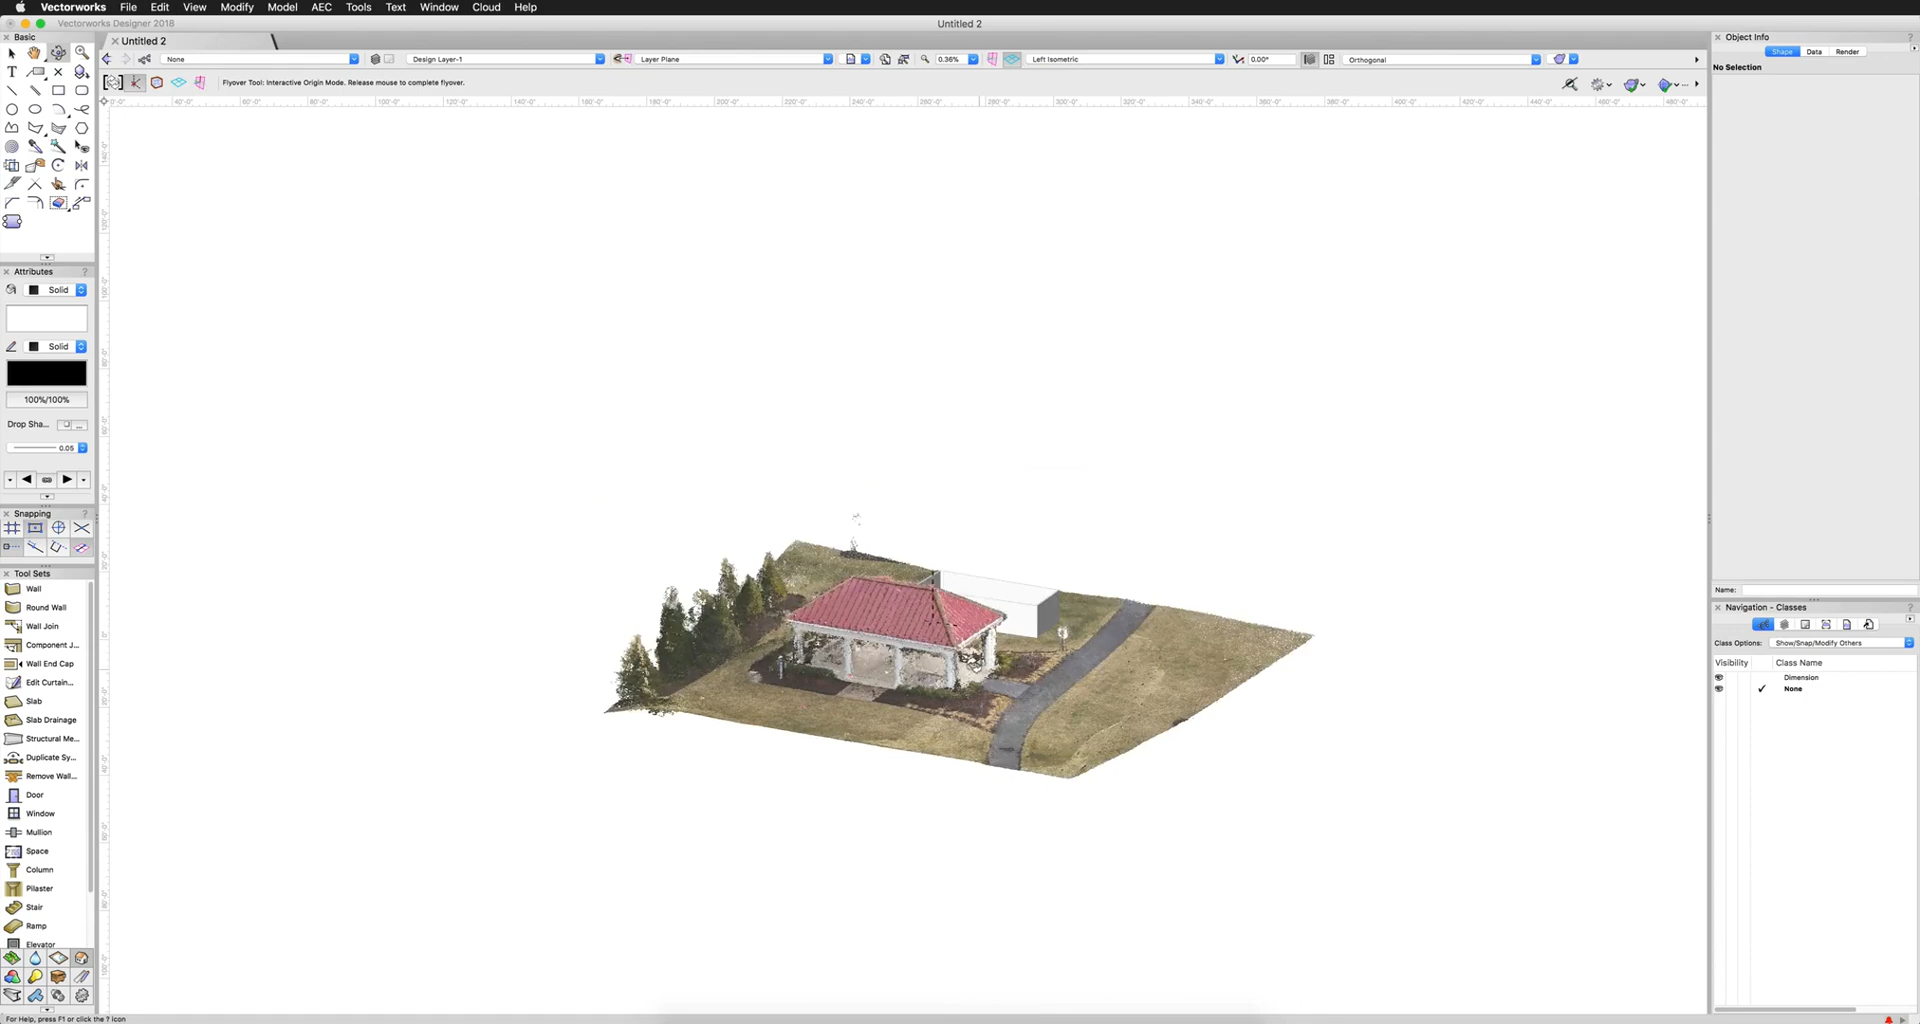 Vectorworks File Edit View Modify Model AEC Tools Text Window Cloud Help
Vectorworks Designer 2018
Untitled 2
Basic
Untitled 2
Object Info
Shape Data Render
None
Design Layer-1
Layer Plane
0.36%
Left Isometric
0.00°
Orthogonal
No Selection
Flyover Tool: Interactive Origin Mode. Release mouse to complete flyover.
Attributes
Solid
Solid
100%/100%
Drop Sha...
...
0.05
Snapping
Tool Sets
Wall
Round Wall
Wall Join
Component J...
Wall End Cap
Edit Curtain...
Slab
Slab Drainage
Structural Me...
Duplicate Sy...
Remove Wall...
Door
Window
Mullion
Space
Column
Pilaster
Stair
Ramp
Elevator
For Help, press F1 or click the ? icon
Name:
Navigation - Classes
Class Options: Show/Snap/Modify Others
Visibility Class Name
Dimension
None